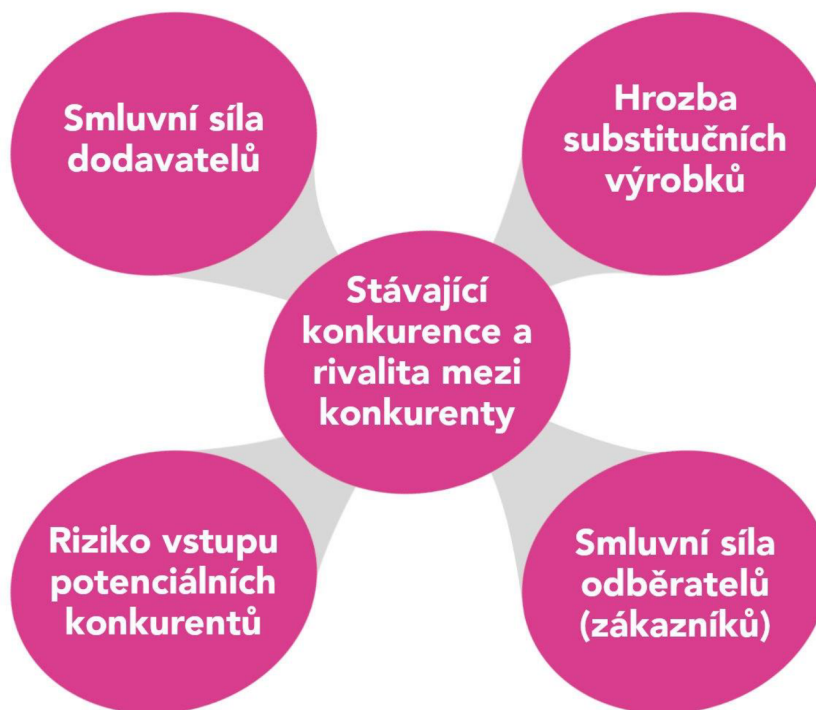 Smluvní síla
dodavatelů
Hrozba
substitučních
výrobků
Stávající
konkurence a
rivalita mezi
konkurenty
Riziko vstupu
potenciálních
konkurentů
Smluvní síla
odběratelů
(zákazníků)